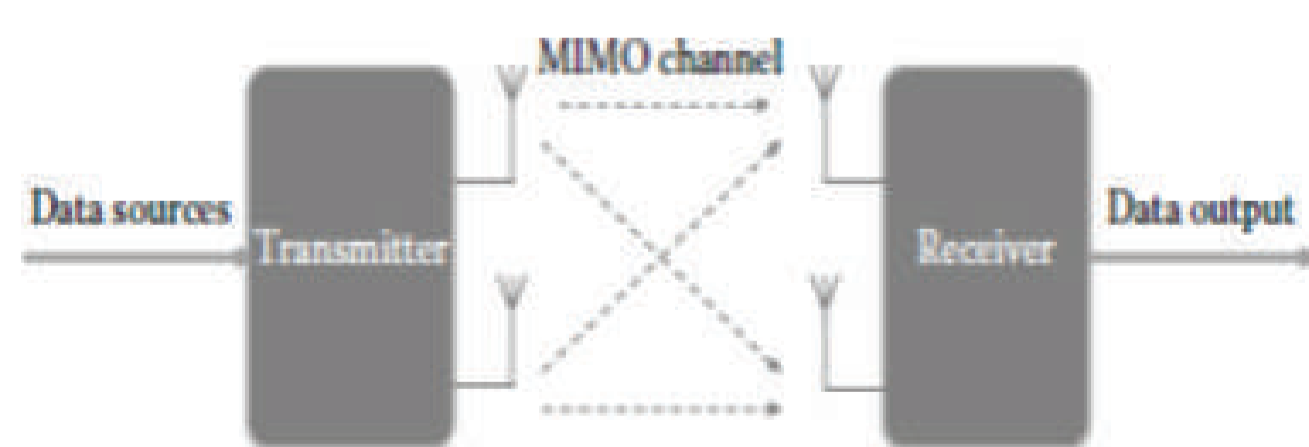 MIMO channel
Data sources
Transmitter
Receiver
Data output